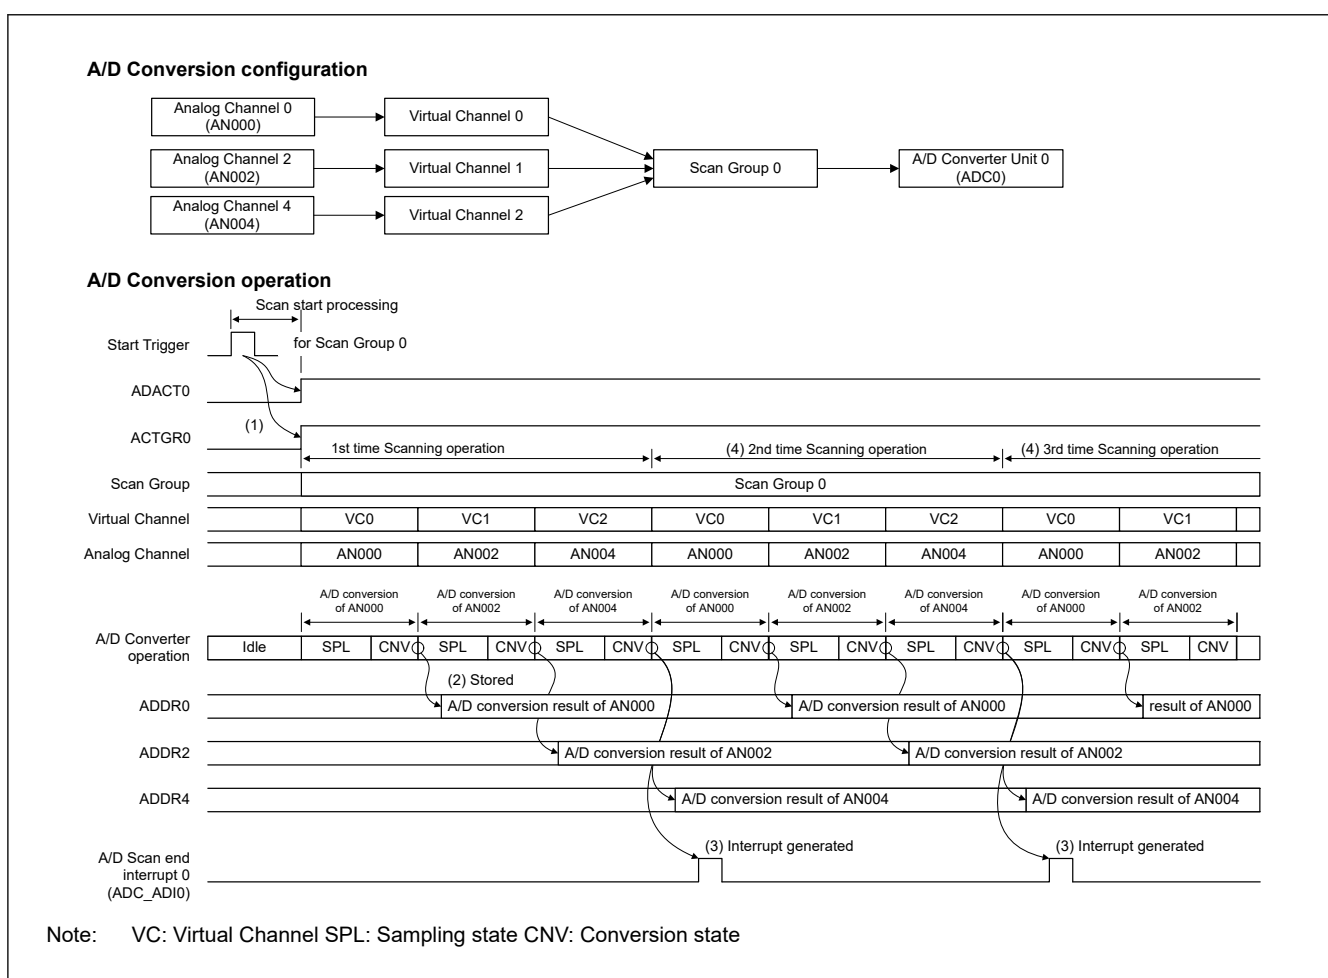 A/D Conversion configuration
Analog Channel 0
(AN000)
Virtual Channel 0
Analog Channel 2
(AN002)
Virtual Channel 1
Scan Group 0
A/D Converter Unit 0
(ADC0)
Analog Channel 4
(AN004)
Virtual Channel 2
A/D Conversion operation
Scan start processing
Start Trigger
for Scan Group 0
ADACT0
(1)
ACTGR0
1st time Scanning operation
(4) 2nd time Scanning operation
(4) 3rd time Scanning operation
Scan Group
Scan Group 0
Virtual Channel VC0 VC1 VC2 VC0 VC1 VC2 VC0 VC1
Analog Channel AN000 AN002 AN004 AN000 AN002 AN004 AN000 AN002
A/D conversion of AN000
A/D conversion of AN002
A/D conversion of AN004
A/D conversion of AN000
A/D conversion of AN002
A/D conversion of AN004
A/D conversion of AN000
A/D conversion of AN002
A/D Converter
operation
Idle SPL CNV SPL CNV SPL CNV SPL CNV SPL CNV SPL CNV SPL CNV SPL CNV
(2) Stored
ADDR0 A/D conversion result of AN000 A/D conversion result of AN000 result of AN000
ADDR2 A/D conversion result of AN002 A/D conversion result of AN002
ADDR4 A/D conversion result of AN004 A/D conversion result of AN004
(3) Interrupt generated (3) Interrupt generated
A/D Scan end
interrupt 0
(ADC_ADI0)
Note: VC: Virtual Channel SPL: Sampling state CNV: Conversion state